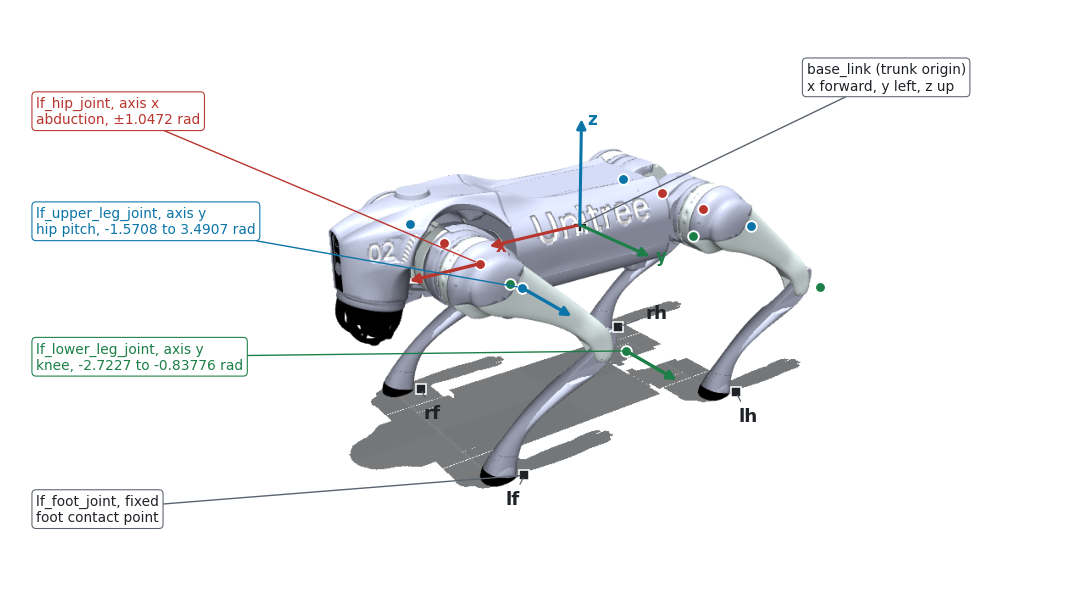 base_link (trunk origin)
x forward, y left, z up
lf_hip_joint, axis x
abduction, ±1.0472 rad
z
lf_upper_leg_joint, axis y
hip pitch, -1.5708 to 3.4907 rad
Unitree
02
x
y
rh
lf_lower_leg_joint, axis y
knee, -2.7227 to -0.83776 rad
rf
lh
lf_foot_joint, fixed
foot contact point
lf